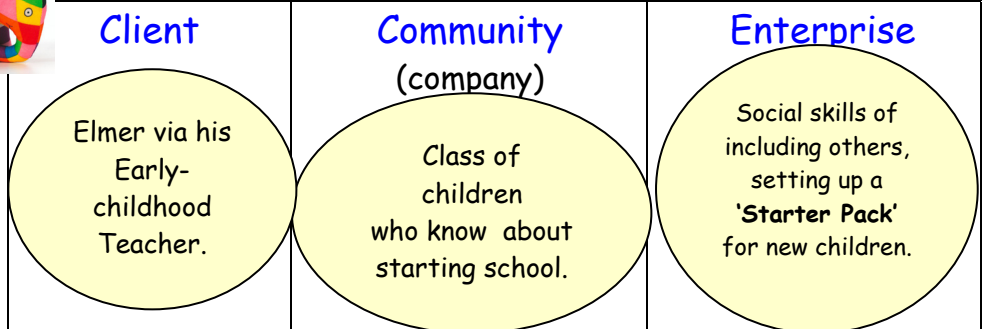 Client
Elmer via his
Early-
childhood
Teacher.
Community
(company)
Class of
children
who know about
starting school.
Enterprise
Social skills of
including others,
setting up a
‘Starter Pack’
for new children.